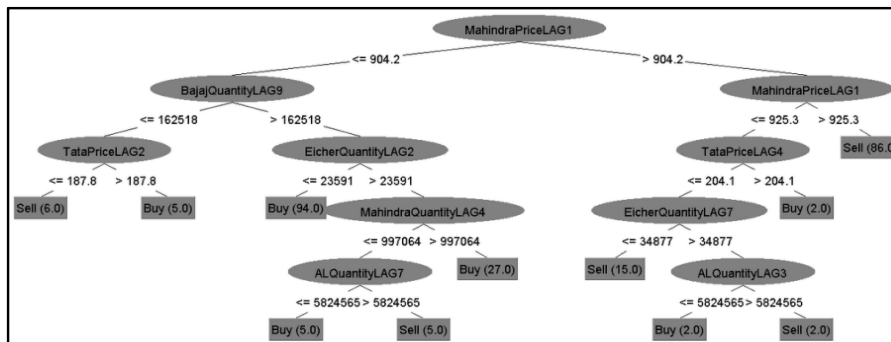 MahindraPriceLAG1
<= 904.2 > 904.2
BajajQuantityLAG9 MahindraPriceLAG1
<= 162518 > 162518 <= 925.3 > 925.3
TataPriceLAG2 EicherQuantityLAG2 TataPriceLAG4 Sell (86.0
<= 187.8 > 187.8 <= 23591 > 23591 <= 204.1 > 204.1
Sell (6.0) Buy (5.0) Buy (94.0) MahindraQuantityLAG4 EicherQuantityLAG7 Buy (2.0)
<= 997064 > 997064 <= 34877 > 34877
ALQuantityLAG7 Buy (27.0) Sell (15.0) ALQuantityLAG3
<= 5824565 > 5824565 <= 5824565 > 5824565
Buy (5.0) Sell (5.0) Buy (2.0) Sell (2.0)